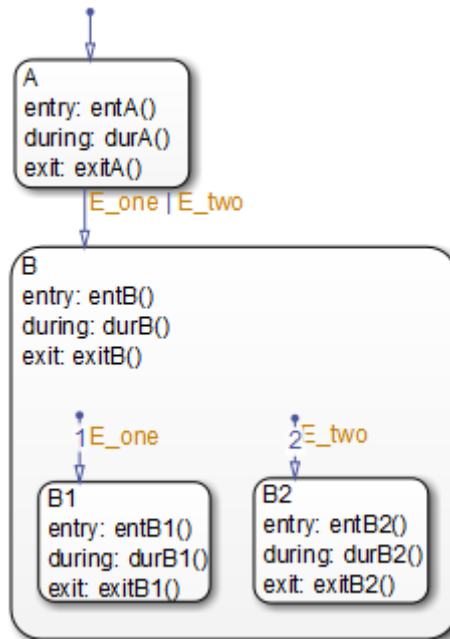 A
entry: entA()
during: durA()
exit: exitA()
E_one | E_two
B
entry: entB()
during: durB()
exit: exitB()
1 E_one
2 E_two
B1
entry: entB1()
during: durB1()
exit: exitB1()
B2
entry: entB2()
during: durB2()
exit: exitB2()